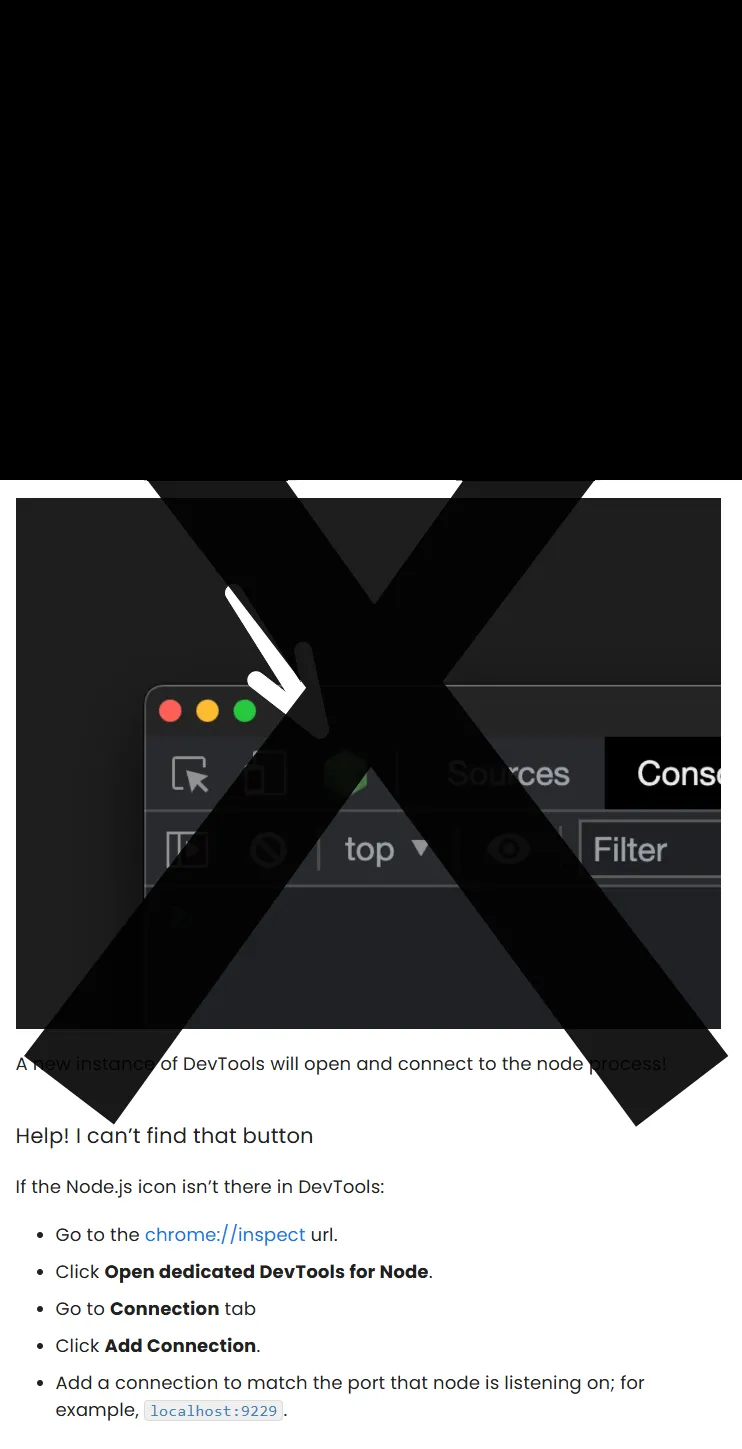 Sources Conso
top Filter
A new instance of DevTools will open and connect to the node process!
Help! I can’t find that button
If the Node.js icon isn’t there in DevTools:
Go to the chrome://inspect url.
Click Open dedicated DevTools for Node.
Go to Connection tab
Click Add Connection.
Add a connection to match the port that node is listening on; for
example, localhost:9229.